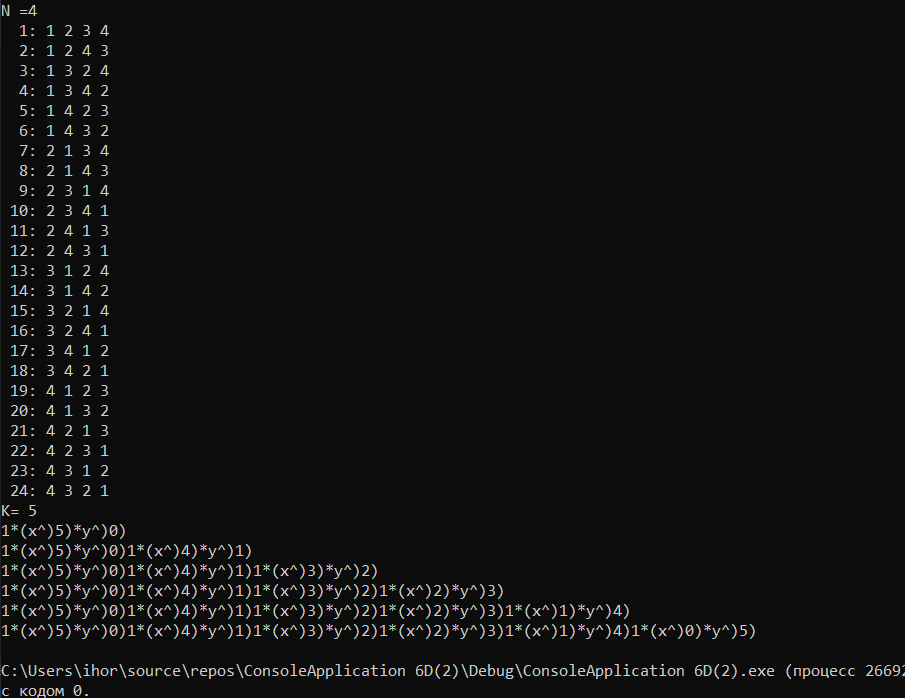 N =4
1: 1 2 3 4
2: 1 2 4 3
3: 1 3 2 4
4: 1 3 4 2
5: 1 4 2 3
6: 1 4 3 2
7: 2 1 3 4
8: 2 1 4 3
9: 2 3 1 4
10: 2 3 4 1
11: 2 4 1 3
12: 2 4 3 1
13: 3 1 2 4
14: 3 1 4 2
15: 3 2 1 4
16: 3 2 4 1
17: 3 4 1 2
18: 3 4 2 1
19: 4 1 2 3
20: 4 1 3 2
21: 4 2 1 3
22: 4 2 3 1
23: 4 3 1 2
24: 4 3 2 1
K= 5
1*(x^)5)*y^)0)
1*(x^)5)*y^)0)1*(x^)4)*y^)1)
1*(x^)5)*y^)0)1*(x^)4)*y^)1)1*(x^)3)*y^)2)
1*(x^)5)*y^)0)1*(x^)4)*y^)1)1*(x^)3)*y^)2)1*(x^)2)*y^)3)
1*(x^)5)*y^)0)1*(x^)4)*y^)1)1*(x^)3)*y^)2)1*(x^)2)*y^)3)1*(x^)1)*y^)4)
1*(x^)5)*y^)0)1*(x^)4)*y^)1)1*(x^)3)*y^)2)1*(x^)2)*y^)3)1*(x^)1)*y^)4)1*(x^)0)*y^)5)
C:\Users\ihor\source\repos\ConsoleApplication 6D(2)\Debug\ConsoleApplication 6D(2).exe (процесс 26692
с кодом 0.